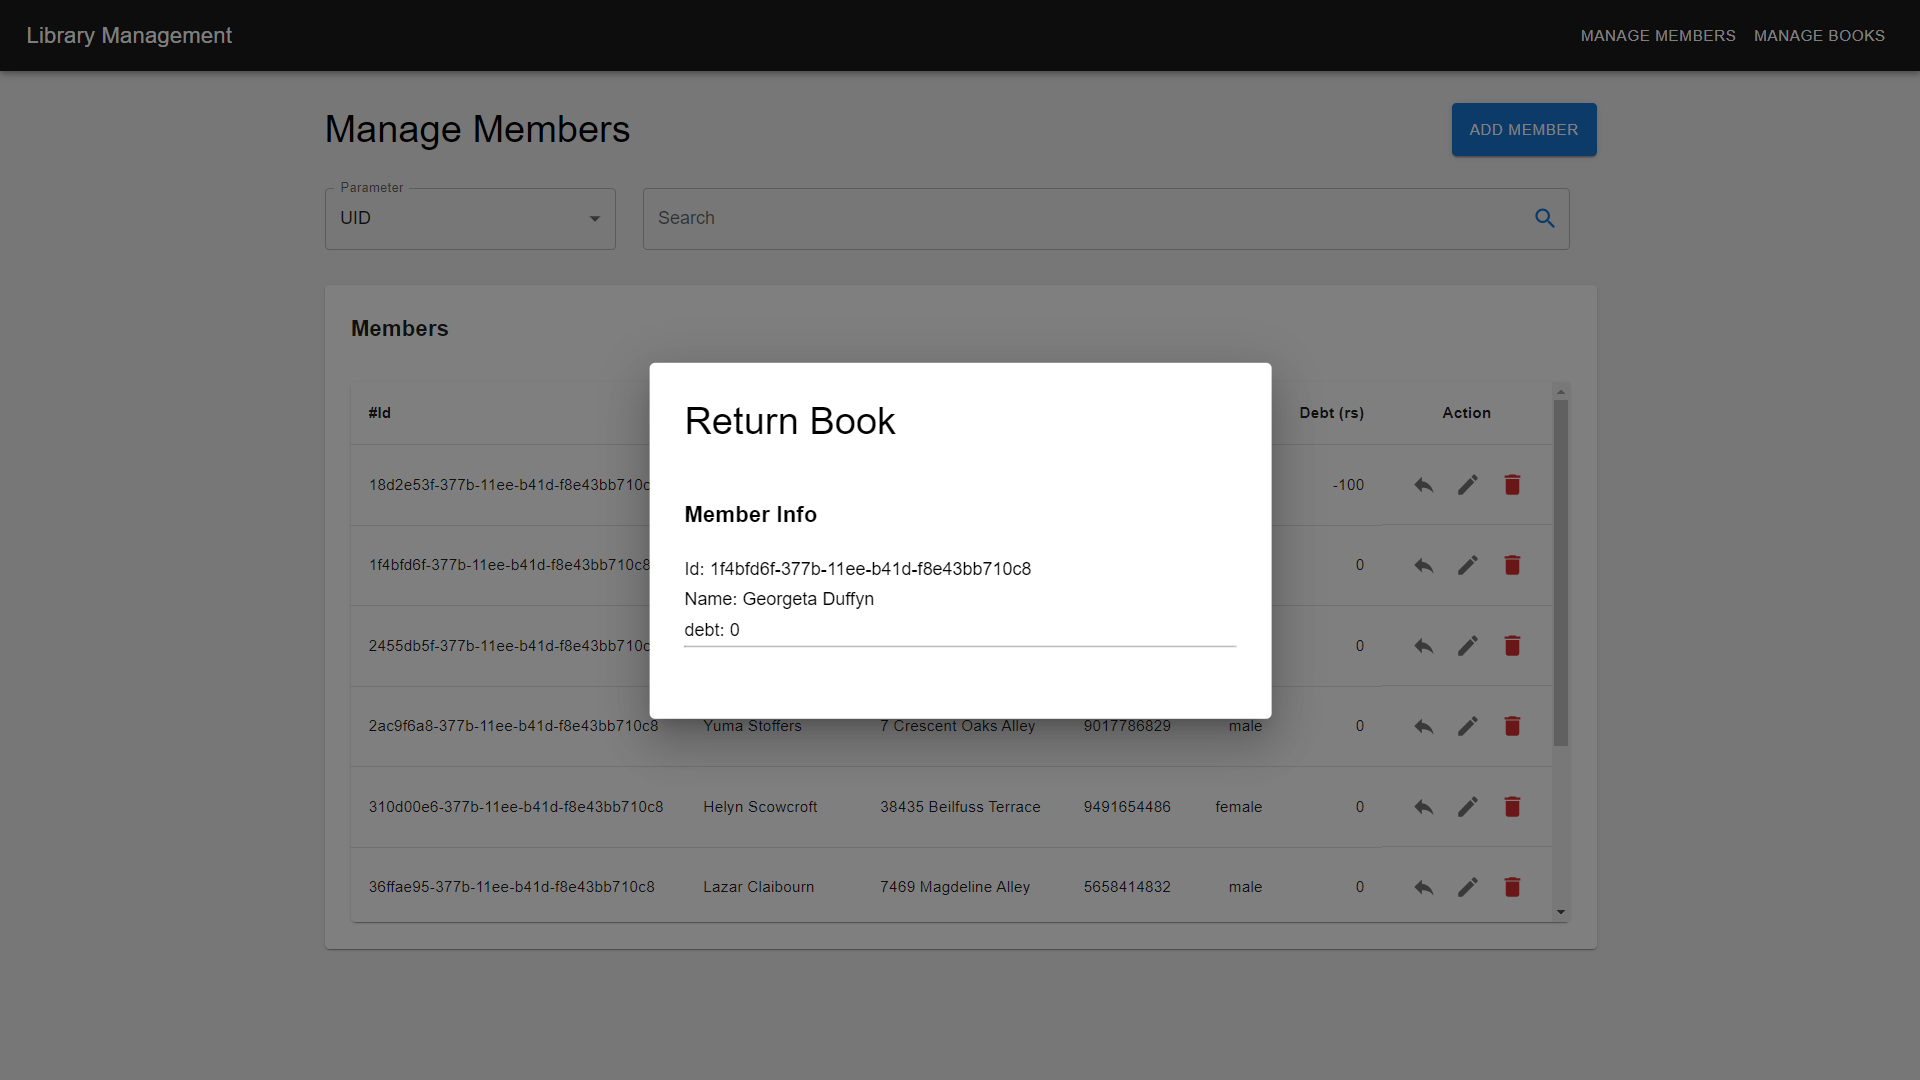 Library Management
MANAGE MEMBERS MANAGE BOOKS
Manage Members
ADD MEMBER
Parameter
UID
Search
Members
#Id Debt (rs) Action
18d2e53f-377b-11ee-b41d-f8e43bb710c -100
1f4bfd6f-377b-11ee-b41d-f8e43bb710c8 0
2455db5f-377b-11ee-b41d-f8e43bb710c 0
2ac9f6a8-377b-11ee-b41d-f8e43bb710c8 Yuma Stoffers 7 Crescent Oaks Alley 9017786829 male 0
310d00e6-377b-11ee-b41d-f8e43bb710c8 Helyn Scowcroft 38435 Beilfuss Terrace 9491654486 female 0
36ffae95-377b-11ee-b41d-f8e43bb710c8 Lazar Claibourn 7469 Magdeline Alley 5658414832 male 0
Return Book
Member Info
Id: 1f4bfd6f-377b-11ee-b41d-f8e43bb710c8
Name: Georgeta Duffyn
debt: 0